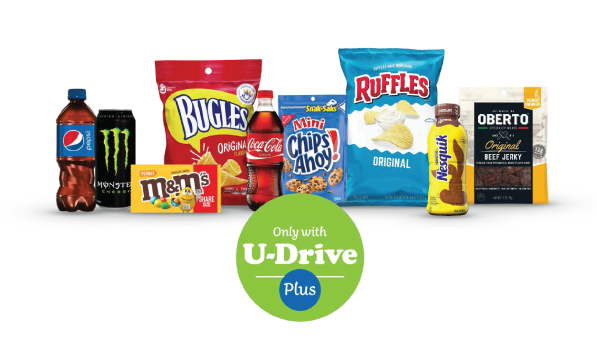 pepsi
MONSTER
ENERGY
PEANUT
m&m's
SHARE
SIZE
BUGLES
ORIGINAL
Coca-Cola
Snak-Saks
Mini
Chips
Ahoy!
RUFFLES
ORIGINAL
Nesquik
OBERTO
Original
BEEF JERKY
Only with
U-Drive
Plus